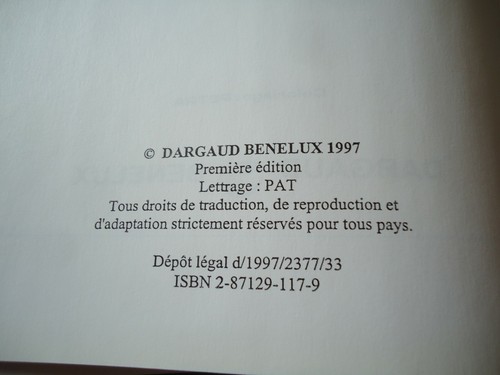 © DARGAUD BENELUX 1997
Première édition
Lettrage : PAT
Tous droits de traduction, de reproduction et
d'adaptation strictement réservés pour tous pays.
Dépôt légal d/1997/2377/33
ISBN 2-87129-117-9